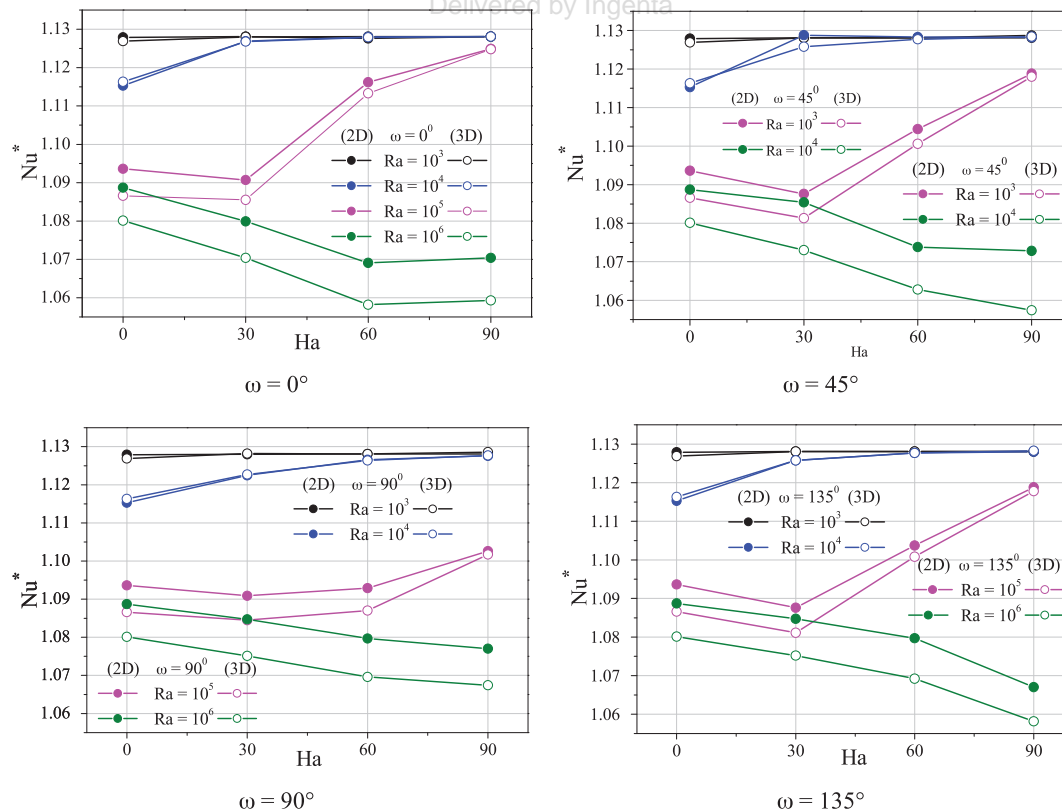 Delivered by Ingenta
1.13
1.12
1.11
1.10
1.09
1.08
1.07
1.06
Nu*
(2D) ω = 0⁰ (3D)
Ra = 10³
Ra = 10⁴
Ra = 10⁵
Ra = 10⁶
0 30 60 90
Ha
ω = 0°
1.13
1.12
1.11
1.10
1.09
1.08
1.07
1.06
Nu*
(2D) ω = 45⁰ (3D)
Ra = 10³
Ra = 10⁴
(2D) ω = 45⁰ (3D)
Ra = 10³
Ra = 10⁴
0 30 60 90
Ha
ω = 45°
1.13
1.12
1.11
1.10
1.09
1.08
1.07
1.06
Nu*
(2D) ω = 90⁰ (3D)
Ra = 10³
Ra = 10⁴
(2D) ω = 90⁰ (3D)
Ra = 10⁵
Ra = 10⁶
0 30 60 90
Ha
ω = 90°
1.13
1.12
1.11
1.10
1.09
1.08
1.07
1.06
Nu*
(2D) ω = 135⁰ (3D)
Ra = 10³
Ra = 10⁴
(2D) ω = 135⁰ (3D)
Ra = 10⁵
Ra = 10⁶
0 30 60 90
Ha
ω = 135°